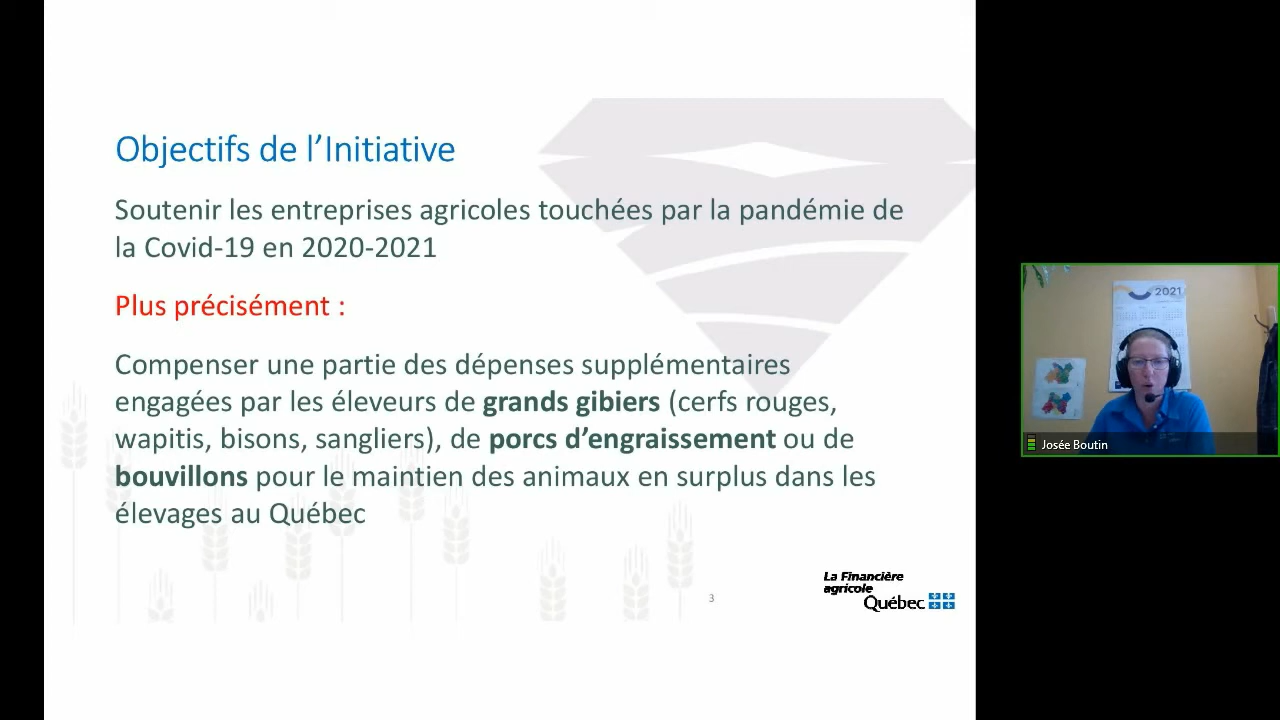 Objectifs de l’Initiative
Soutenir les entreprises agricoles touchées par la pandémie de
la Covid-19 en 2020-2021
Plus précisément :
Compenser une partie des dépenses supplémentaires
engagées par les éleveurs de grands gibiers (cerfs rouges,
wapitis, bisons, sangliers), de porcs d’engraissement ou de
bouvillons pour le maintien des animaux en surplus dans les
élevages au Québec
3
La Financière
agricole
Québec
2021
Josée Boutin